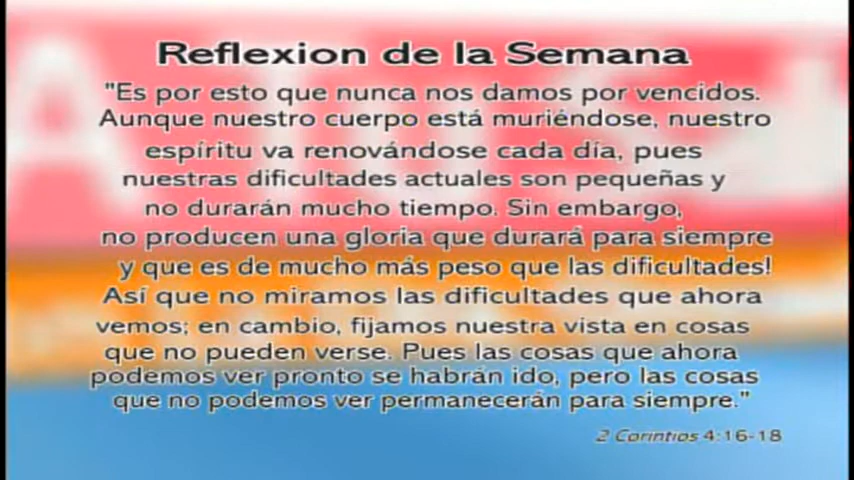 Reflexion de la Semana
"Es por esto que nunca nos damos por vencidos.
Aunque nuestro cuerpo está muriéndose, nuestro
espíritu va renovándose cada día, pues
nuestras dificultades actuales son pequeñas y
no durarán mucho tiempo. Sin embargo,
no producen una gloria que durará para siempre
y que es de mucho más peso que las dificultades!
Así que no miramos las dificultades que ahora
vemos; en cambio, fijamos nuestra vista en cosas
que no pueden verse. Pues las cosas que ahora
podemos ver pronto se habrán ido, pero las cosas
que no podemos ver permanecerán para siempre."
2 Corintios 4:16-18